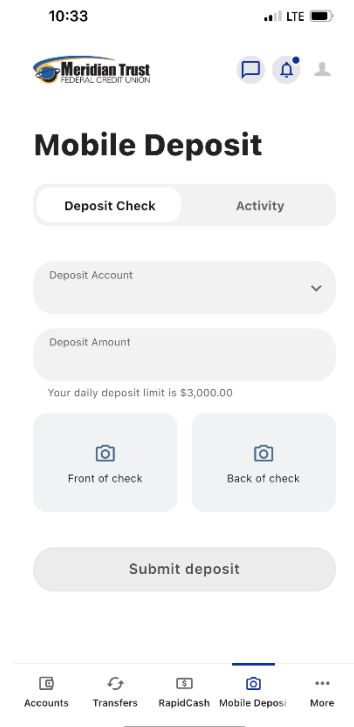 10:33
LTE
Meridian Trust
FEDERAL CREDIT UNION
Mobile Deposit
Deposit Check
Activity
Deposit Account
Deposit Amount
Your daily deposit limit is $3,000.00
Front of check
Back of check
Submit deposit
Accounts
Transfers
RapidCash
Mobile Deposi
More